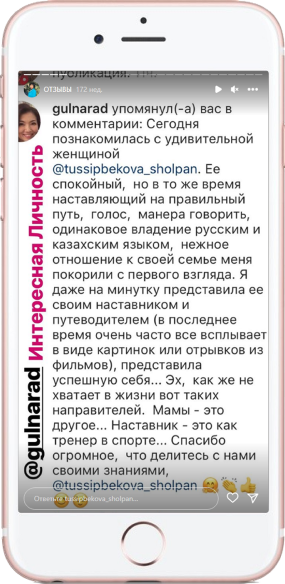 публикация. 11ч.
ОТЗЫВЫ 172 нед.
gulnarad упомянул(-а) вас в
комментарии: Сегодня
познакомилась с удивительной
женщиной
@tussipbekova_sholpan. Ее
спокойный, но в то же время
наставляющий на правильный
путь, голос, манера говорить,
одинаковое владение русским и
казахским языком, нежное
отношение к своей семье меня
покорили с первого взгляда. Я
даже на минутку представила ее
своим наставником и
путеводителем (в последнее
время очень часто все всплывает
в виде картинок или отрывков из
фильмов), представила
успешную себя... Эх, как же не
хватает в жизни вот таких
направителей. Мамы - это
другое... Наставник - это как
тренер в спорте... Спасибо
огромное, что делитесь с нами
своими знаниями,
@tussipbekova_sholpan
@gulnarad Интересная Личность
Ответить tussipbekova_sholpan...